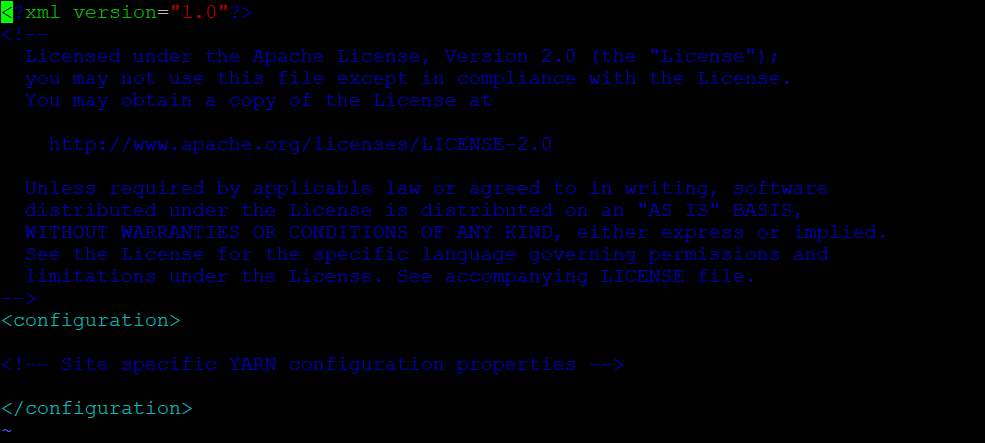 <?xml version="1.0"?>
<!--
  Licensed under the Apache License, Version 2.0 (the "License");
  you may not use this file except in compliance with the License.
  You may obtain a copy of the License at

    http://www.apache.org/licenses/LICENSE-2.0

  Unless required by applicable law or agreed to in writing, software
  distributed under the License is distributed on an "AS IS" BASIS,
  WITHOUT WARRANTIES OR CONDITIONS OF ANY KIND, either express or implied.
  See the License for the specific language governing permissions and
  limitations under the License. See accompanying LICENSE file.
-->
<configuration>

<!-- Site specific YARN configuration properties -->

</configuration>
~